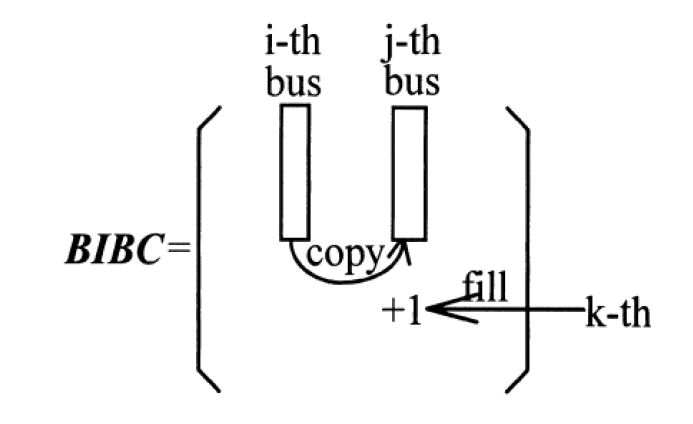 i-th j-th
bus bus
BIBC=
copy
fill
+1
k-th